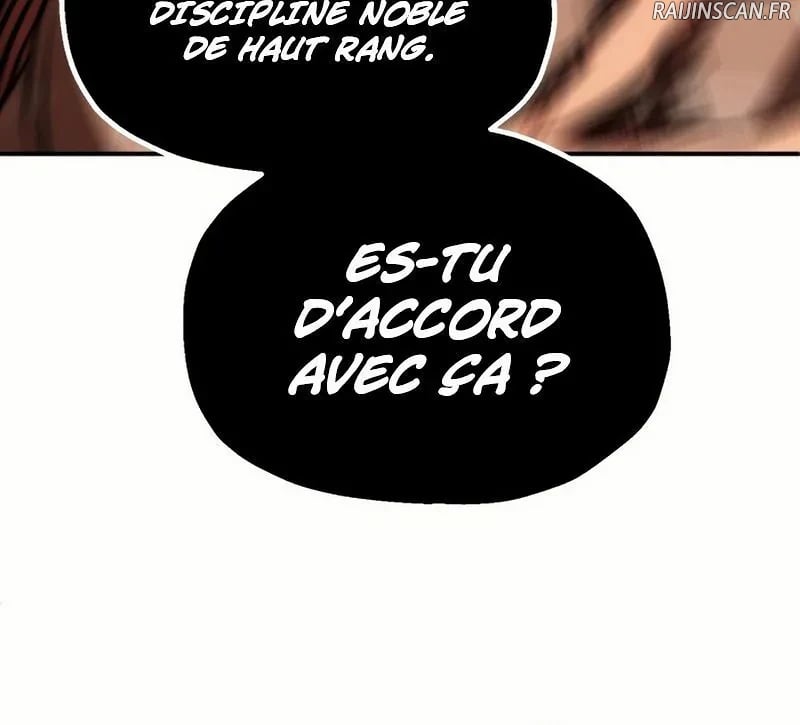 RAIJINSCAN.FR
DISCIPLINE NOBLE
DE HAUT RANG.
ES-TU
D'ACCORD
AVEC ÇA ?